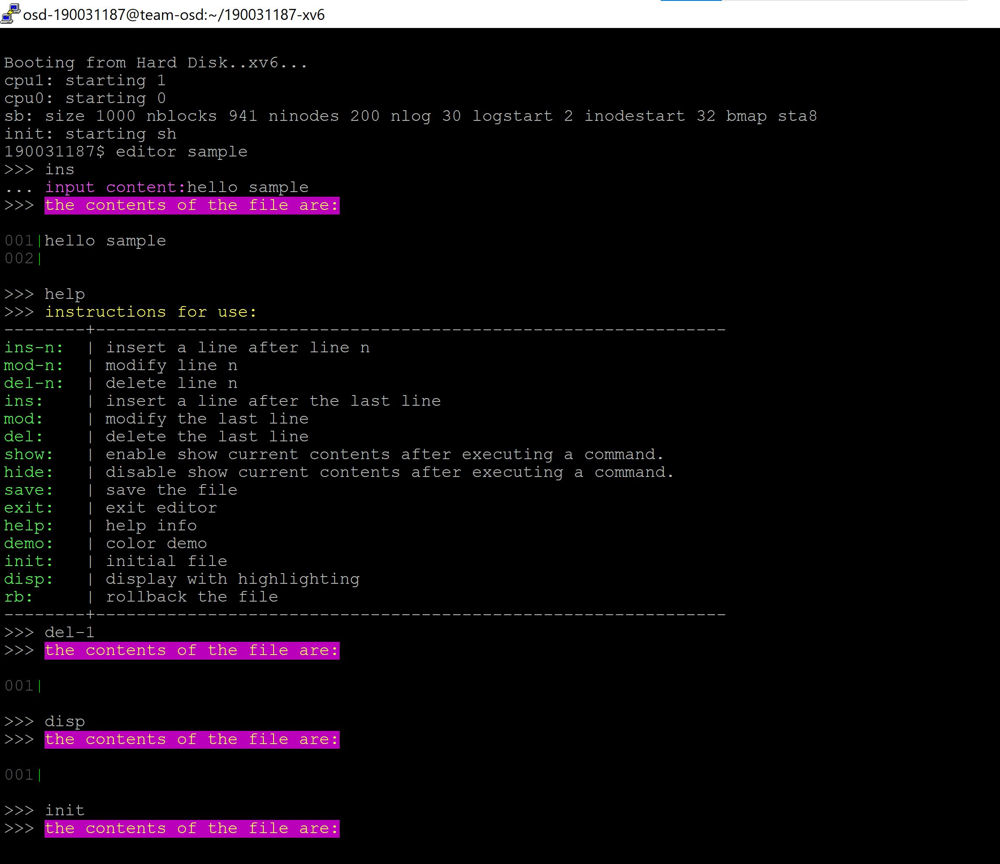 osd-190031187@team-osd:~/190031187-xv6
Booting from Hard Disk..xv6...
cpu1: starting 1
cpu0: starting 0
sb: size 1000 nblocks 941 ninodes 200 nlog 30 logstart 2 inodestart 32 bmap sta8
init: starting sh
190031187$ editor sample
>>> ins
... input content:hello sample
>>> the contents of the file are:
001|hello sample
002|
>>> help
>>> instructions for use:
--------+--------------------------------------------------------------
ins-n:  | insert a line after line n
mod-n:  | modify line n
del-n:  | delete line n
ins:    | insert a line after the last line
mod:    | modify the last line
del:    | delete the last line
show:   | enable show current contents after executing a command.
hide:   | disable show current contents after executing a command.
save:   | save the file
exit:   | exit editor
help:   | help info
demo:   | color demo
init:   | initial file
disp:   | display with highlighting
rb:     | rollback the file
--------+--------------------------------------------------------------
>>> del-1
>>> the contents of the file are:
001|
>>> disp
>>> the contents of the file are:
001|
>>> init
>>> the contents of the file are: